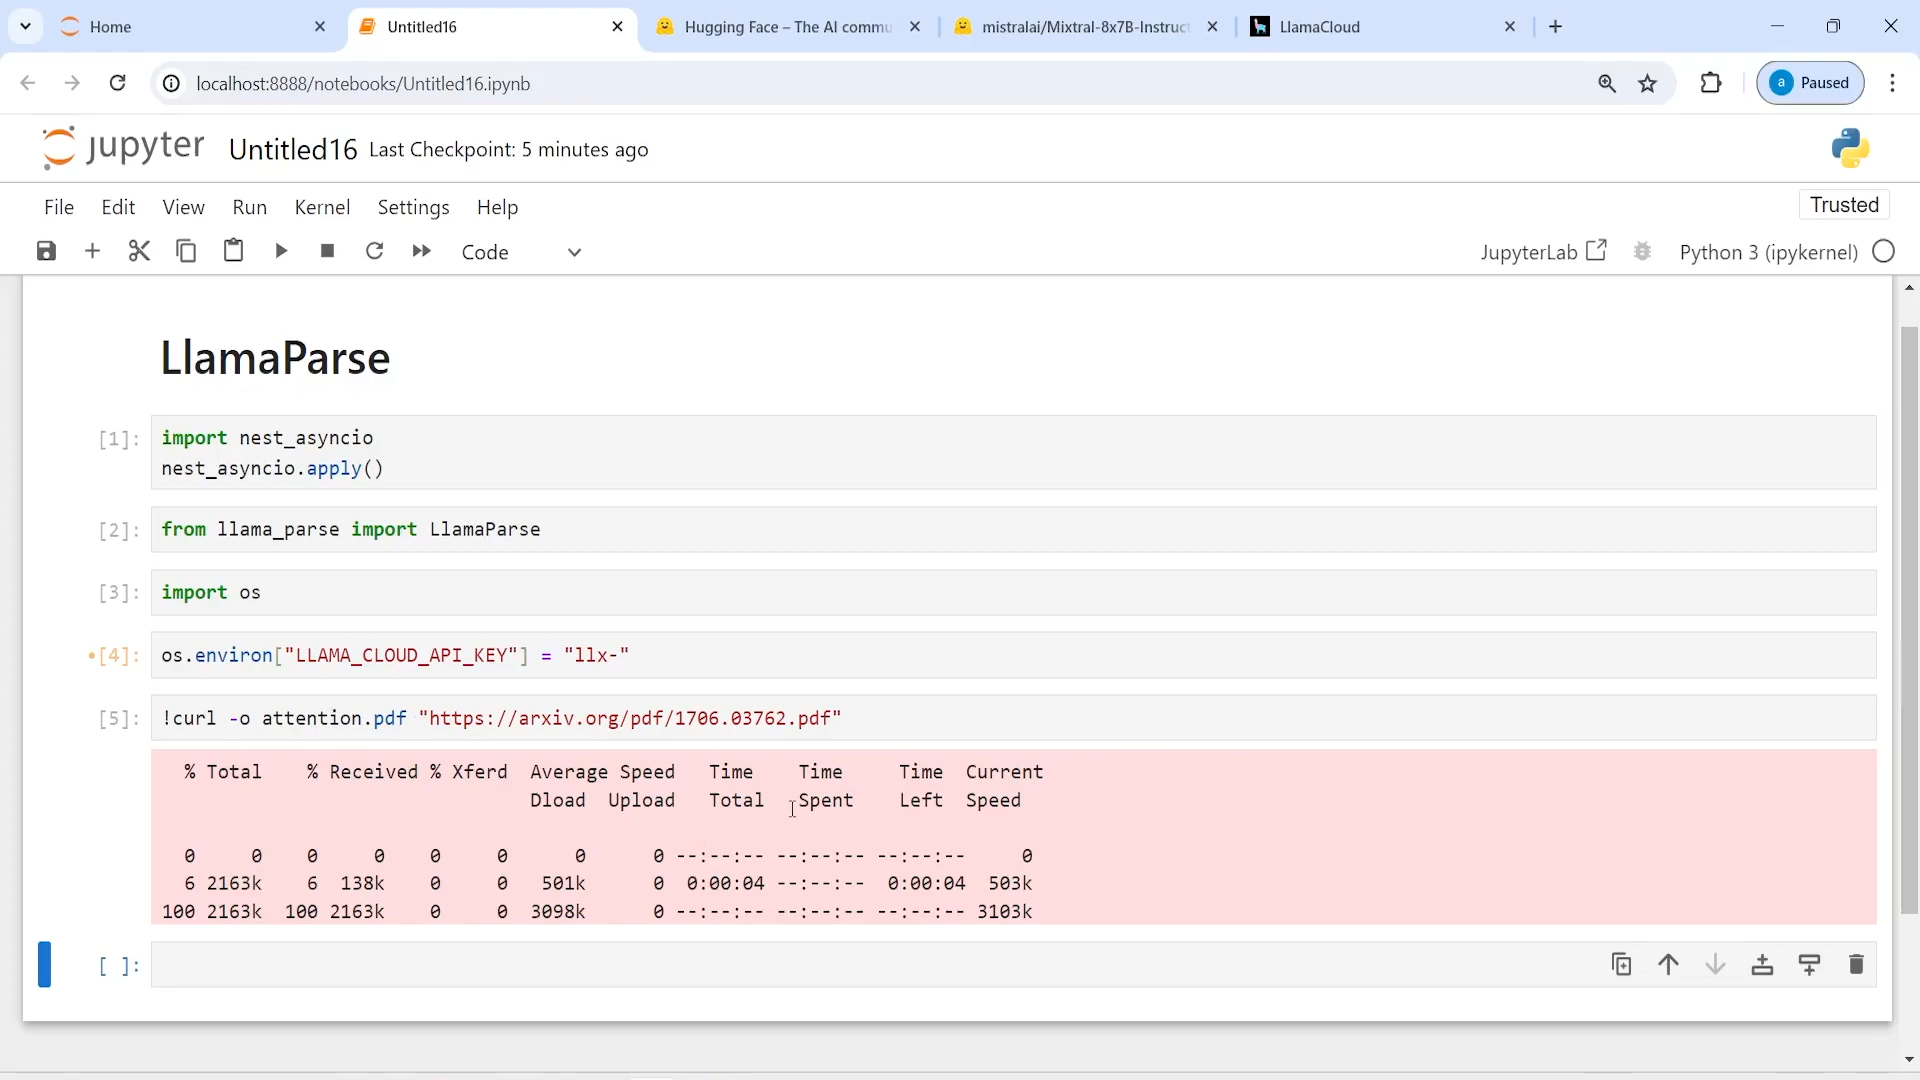 Home
Untitled16
Hugging Face – The AI commu
mistralai/Mixtral-8x7B-Instruct
LlamaCloud
localhost:8888/notebooks/Untitled16.ipynb
a Paused
jupyter Untitled16 Last Checkpoint: 5 minutes ago
File Edit View Run Kernel Settings Help
Trusted
Code
JupyterLab
Python 3 (ipykernel)
LlamaParse
[1]: import nest_asyncio
nest_asyncio.apply()
[2]: from llama_parse import LlamaParse
[3]: import os
•[4]: os.environ["LLAMA_CLOUD_API_KEY"] = "llx-"
[5]: !curl -o attention.pdf "https://arxiv.org/pdf/1706.03762.pdf"
% Total % Received % Xferd Average Speed Time Time Time Current
Dload Upload Total Spent Left Speed
0 0 0 0 0 0 0 0 --:--:-- --:--:-- --:--:-- 0
6 2163k 6 138k 0 0 501k 0 0:00:04 --:--:-- 0:00:04 503k
100 2163k 100 2163k 0 0 3098k 0 --:--:-- --:--:-- --:--:-- 3103k
[ ]: